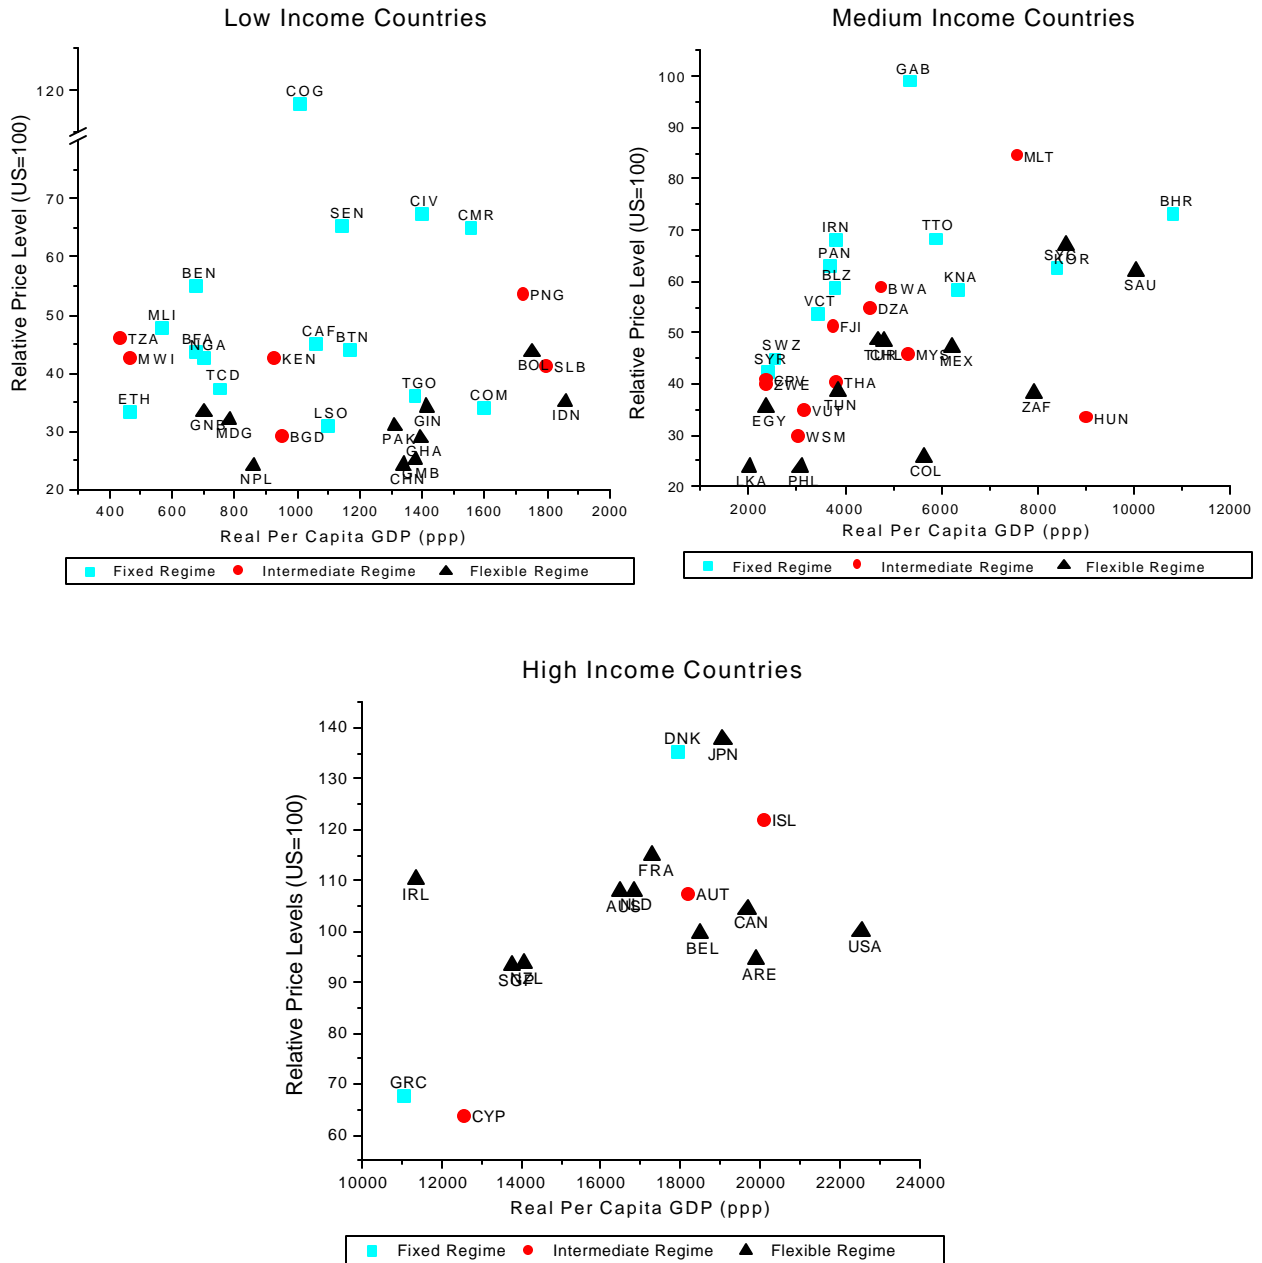 Low Income Countries
Relative Price Level (US=100)
120
70
60
50
40
30
20
COG
CIV
SEN
CMR
BEN
PNG
MLI
TZA
BFA
NGA
CAF
BTN
MWI
KEN
BOL
SLB
TCD
TGO
COM
ETH
GNB
LSO
GIN
IDN
MDG
BGD
PAK
GHA
NPL
CHN
GMB
400 600 800 1000 1200 1400 1600 1800 2000
Real Per Capita GDP (ppp)
Fixed Regime Intermediate Regime Flexible Regime
Medium Income Countries
Relative Price Level (US=100)
100
90
80
70
60
50
40
30
20
GAB
MLT
BHR
IRN
TTO
PAN
KOR
BLZ
KNA
SAU
BWA
VCT
DZA
FJI
SWZ
CHL
MYS
MEX
SYR
CPV
ZWE
THA
TUN
ZAF
EGY
VUT
HUN
WSM
COL
LKA
PHL
2000 4000 6000 8000 10000 12000
Real Per Capita GDP (ppp)
Fixed Regime Intermediate Regime Flexible Regime
High Income Countries
Relative Price Levels (US=100)
140
130
120
110
100
90
80
70
60
DNK
JPN
ISL
FRA
IRL
AUS
NLD
AUT
CAN
BEL
USA
ARE
SGP
NZL
GRC
CYP
10000 12000 14000 16000 18000 20000 22000 24000
Real Per Capita GDP (ppp)
Fixed Regime Intermediate Regime Flexible Regime